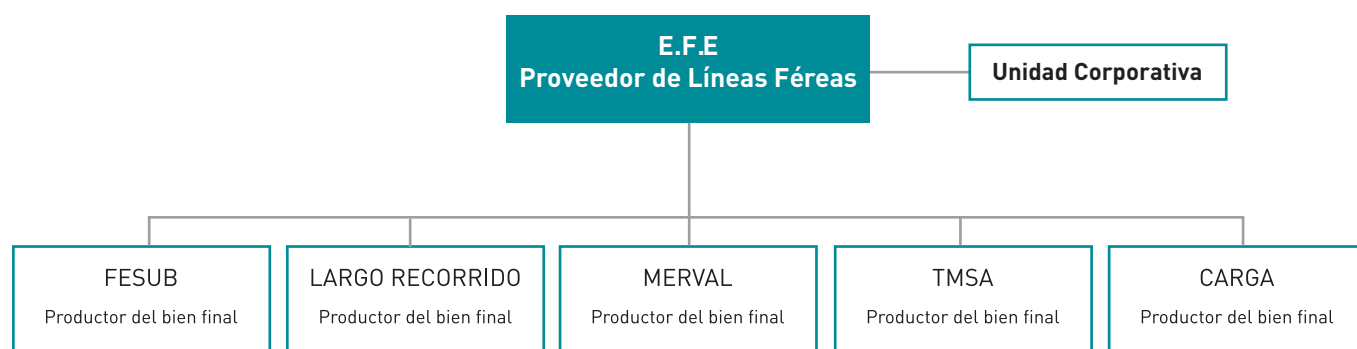 E.F.E
Proveedor de Líneas Féreas
Unidad Corporativa
FESUB
Productor del bien final
LARGO RECORRIDO
Productor del bien final
MERVAL
Productor del bien final
TMSA
Productor del bien final
CARGA
Productor del bien final